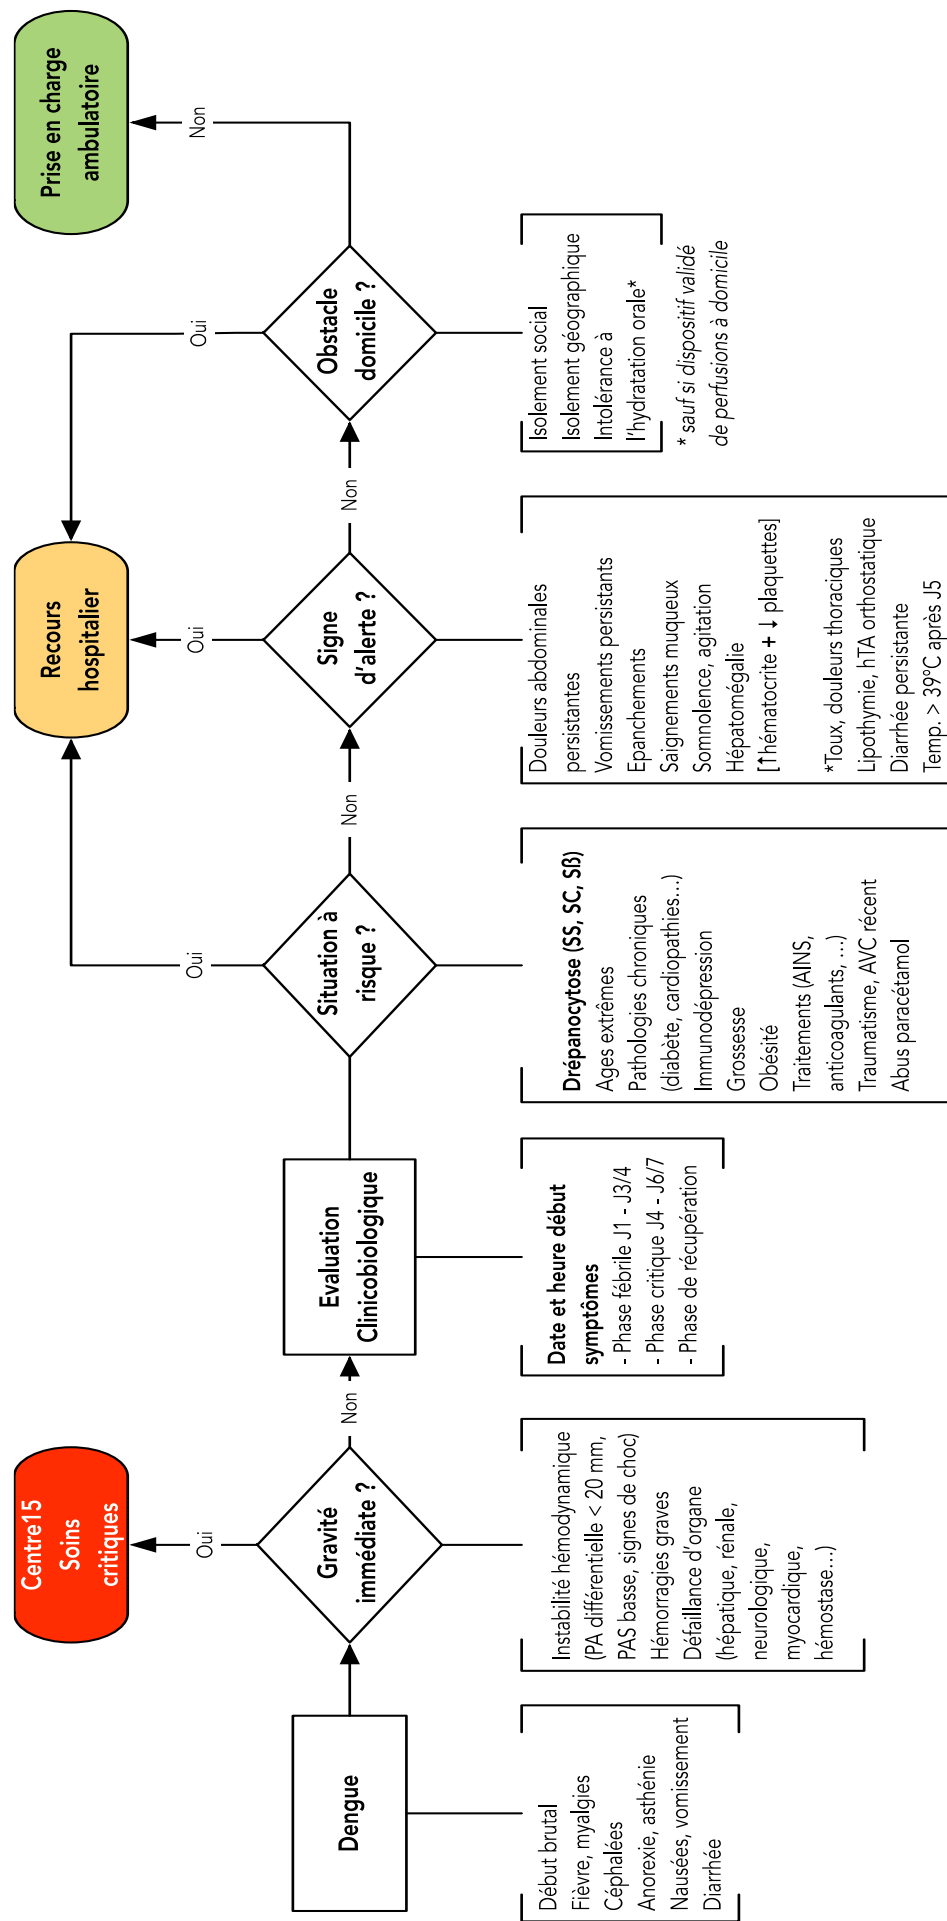 Dengue
Début brutal
Fièvre, myalgies
Céphalées
Anorexie, asthénie
Nausées, vomissement
Diarrhée
Gravité
immédiate ?
Oui
Centre15
Soins
critiques
Instabilité hémodynamique
(PA différentielle < 20 mm,
PAS basse, signes de choc)
Hémorragies graves
Défaillance d'organe
(hépatique, rénale,
neurologique,
myocardique,
hémostase...)
Non
Evaluation
Clinicobiologique
Date et heure début
symptômes
- Phase fébrile J1 - J3/4
- Phase critique J4 - J6/7
- Phase de récupération
Situation à
risque ?
Oui
Drépanocytose (SS, SC, Sß)
Ages extrêmes
Pathologies chroniques
(diabète, cardiopathies...)
Immunodépression
Grossesse
Obésité
Traitements (AINS,
anticoagulants, ...)
Traumatisme, AVC récent
Abus paracétamol
Non
Signe
d'alerte ?
Oui
Recours
hospitalier
Douleurs abdominales
persistantes
Vomissements persistants
Epanchements
Saignements muqueux
Somnolence, agitation
Hépatomégalie
[↑hématocrite + ↓ plaquettes]
*Toux, douleurs thoraciques
Lipothymie, hTA orthostatique
Diarrhée persistante
Temp. > 39°C après J5
Non
Obstacle
domicile ?
Oui
Isolement social
Isolement géographique
Intolérance à
l'hydratation orale*
* sauf si dispositif validé
de perfusions à domicile
Non
Prise en charge
ambulatoire